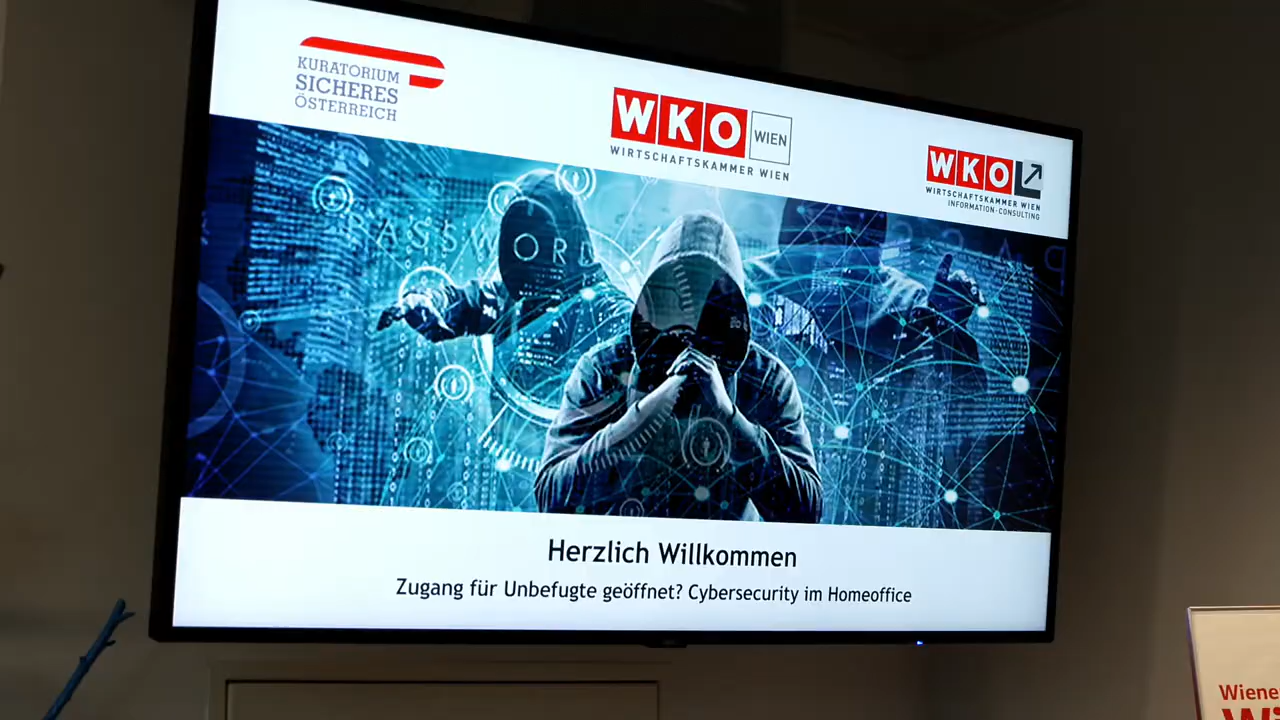 KURATORIUM
SICHERES
ÖSTERREICH
WKO WIEN
WIRTSCHAFTSKAMMER WIEN
WKO
WIRTSCHAFTSKAMMER WIEN
INFORMATION-CONSULTING
PASSWORD
Herzlich Willkommen
Zugang für Unbefugte geöffnet? Cybersecurity im Homeoffice
Wiene